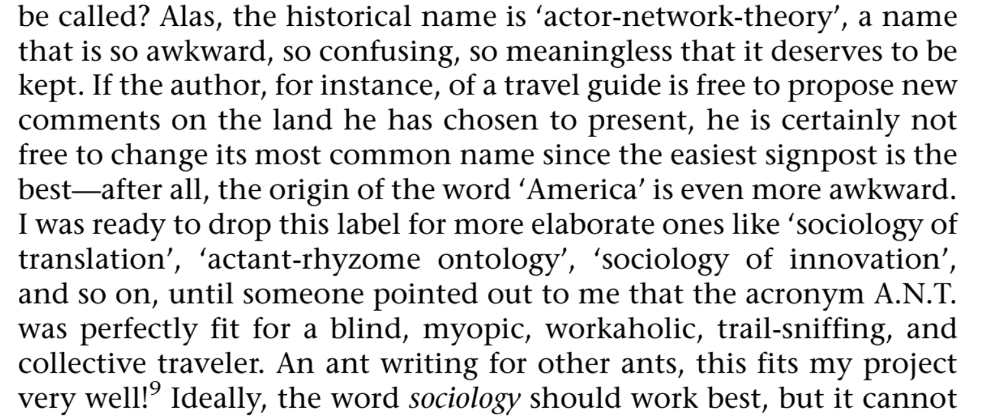 be called? Alas, the historical name is ‘actor-network-theory’, a name
that is so awkward, so confusing, so meaningless that it deserves to be
kept. If the author, for instance, of a travel guide is free to propose new
comments on the land he has chosen to present, he is certainly not
free to change its most common name since the easiest signpost is the
best—after all, the origin of the word ‘America’ is even more awkward.
I was ready to drop this label for more elaborate ones like ‘sociology of
translation’, ‘actant-rhyzome ontology’, ‘sociology of innovation’,
and so on, until someone pointed out to me that the acronym A.N.T.
was perfectly fit for a blind, myopic, workaholic, trail-sniffing, and
collective traveler. An ant writing for other ants, this fits my project
very well!⁹ Ideally, the word sociology should work best, but it cannot